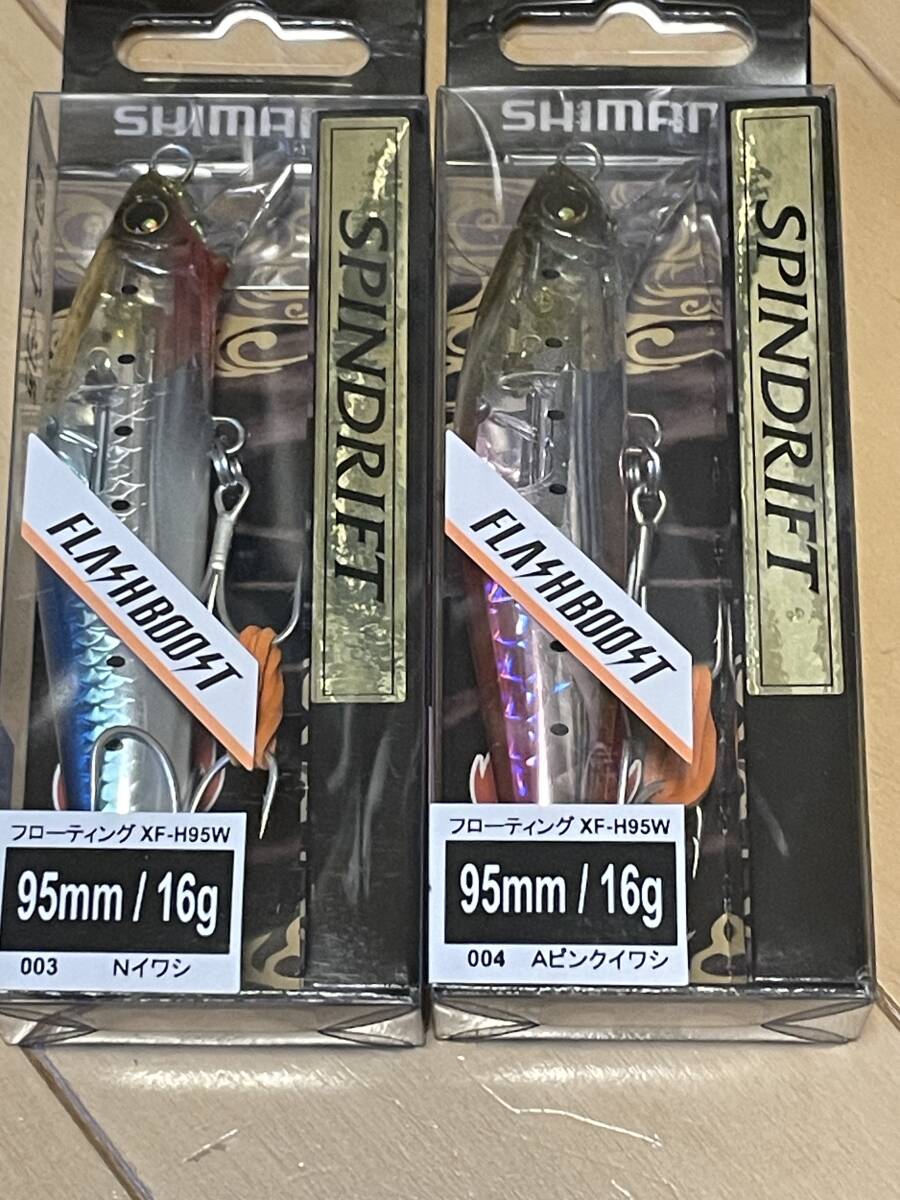 SHIMAN
SPINDRIFT
FLASHBOOST
フローティング XF-H95W
95mm / 16g
003 Nイワシ
SHIMAN
SPINDRIFT
FLASHBOOST
フローティング XF-H95W
95mm / 16g
004 Aピンクイワシ